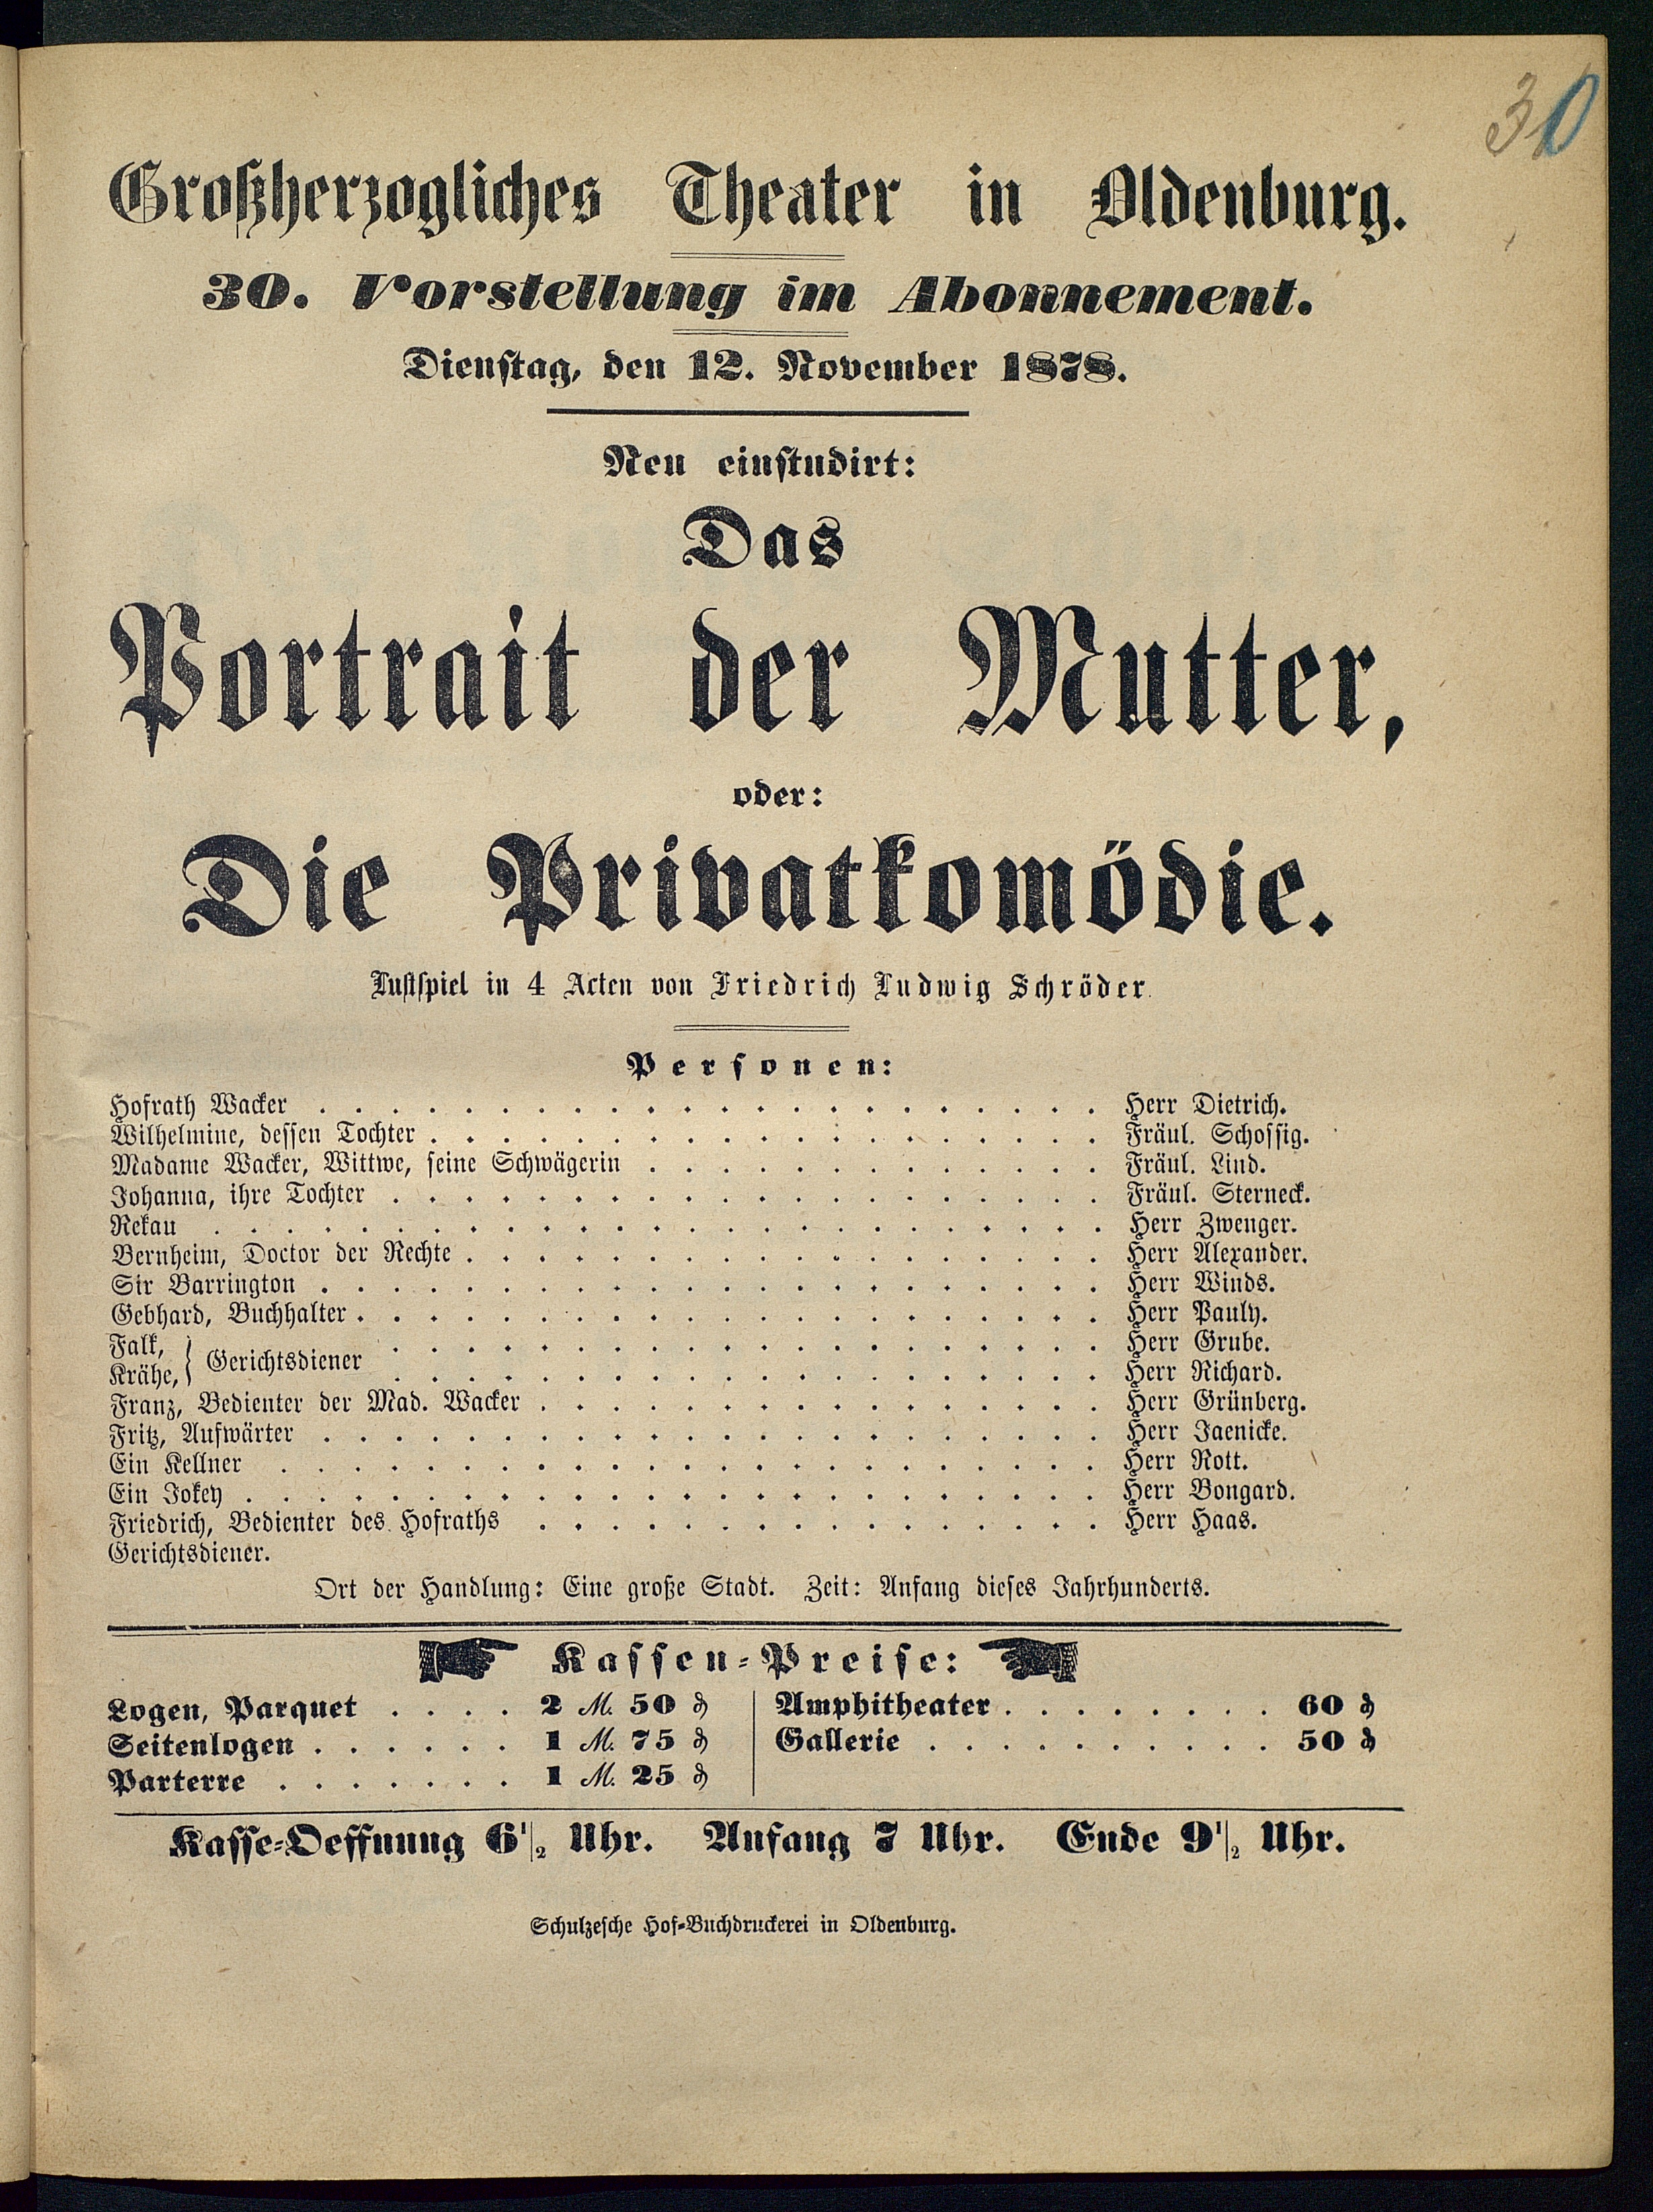 30
Großherzogliches Theater in Oldenburg.
30. Vorstellung im Abonnement.
Dienstag, den 12. November 1878.
Neu einstudirt:
Das
Portrait der Mutter,
oder:
Die Privatkomödie.
Lustspiel in 4 Acten von Friedrich Ludwig Schröder.
Personen:
Hofrath Wacker . . . . . . . . . . Herr Dietrich.
Wilhelmine, dessen Tochter . . . . . . . . . . Fräul. Schossig.
Madame Wacker, Wittwe, seine Schwägerin . . . . . . . . . . Fräul. Lind.
Johanna, ihre Tochter . . . . . . . . . . Fräul. Sterneck.
Rekau . . . . . . . . . . Herr Zwenger.
Bernheim, Doctor der Rechte . . . . . . . . . . Herr Alexander.
Sir Barrington . . . . . . . . . . Herr Winds.
Gebhard, Buchhalter . . . . . . . . . . Herr Pauly.
Falk, } Gerichtsdiener . . . . . . . . . . Herr Grube.
Krähe, } . . . . . . . . . . Herr Richard.
Franz, Bedienter der Mad. Wacker . . . . . . . . . . Herr Grünberg.
Fritz, Aufwärter . . . . . . . . . . Herr Jaenicke.
Ein Kellner . . . . . . . . . . Herr Rott.
Ein Jokey . . . . . . . . . . Herr Bongard.
Friedrich, Bedienter des Hofraths . . . . . . . . . . Herr Haas.
Gerichtsdiener.
Ort der Handlung: Eine große Stadt. Zeit: Anfang dieses Jahrhunderts.
Kassen-Preise:
Logen, Parquet . . . . 2 M. 50 ₰
Seitenlogen . . . . . . 1 M. 75 ₰
Parterre . . . . . . . 1 M. 25 ₰
Amphitheater . . . . . . . . 60 ₰
Gallerie . . . . . . . . . . 50 ₰
Kasse-Oeffnung 6 1/2 Uhr. Anfang 7 Uhr. Ende 9 1/2 Uhr.
Schulzesche Hof-Buchdruckerei in Oldenburg.